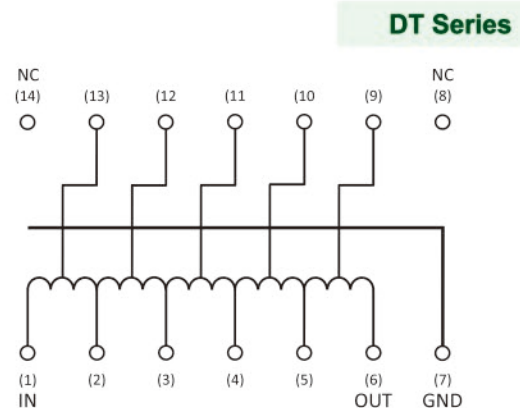 DT Series
NC NC
(14) (13) (12 (11 (10 (9) (8)
(1) (2) (3) (4) (5) (6) (7)
IN OUT GND